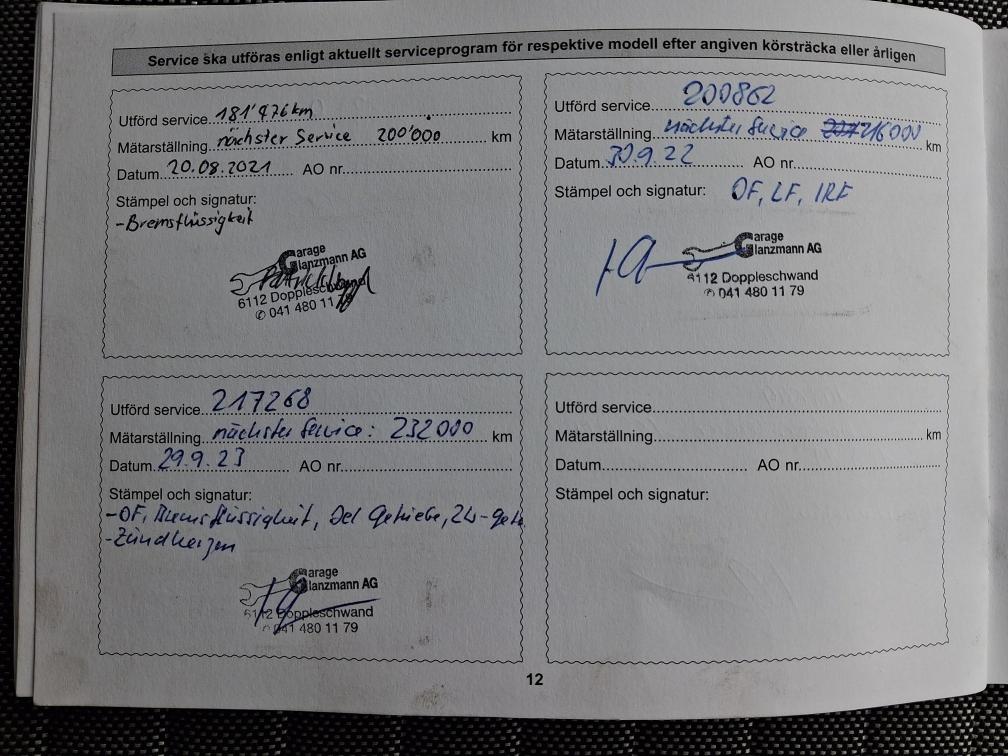 Service ska utföras enligt aktuellt serviceprogram för respektive modell efter angiven körsträcka eller årligen
Utförd service 181'476 km
Mätarställning nächster Service 200'000 km
Datum 20.08.2021 AO nr.
Stämpel och signatur:
-Bremsflüssigkeit
Garage
Glanzmann AG
6112 Doppleschwand
✆ 041 480 11 79
Utförd service 200862
Mätarställning nächster Service 216000 km
Datum 30.9.22 AO nr.
Stämpel och signatur: OF, LF, IRF
Garage
Glanzmann AG
6112 Doppleschwand
✆ 041 480 11 79
Utförd service 217268
Mätarställning nächster Service: 232000 km
Datum 29.9.23 AO nr.
Stämpel och signatur:
-OF, Bremsflüssigkeit, Oel Getriebe,
-Zündkerzen
Garage
Glanzmann AG
6112 Doppleschwand
041 480 11 79
Utförd service
Mätarställning km
Datum AO nr.
Stämpel och signatur:
12